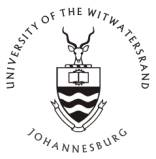 UNIVERSITY OF THE WITWATERSRAND
JOHANNESBURG